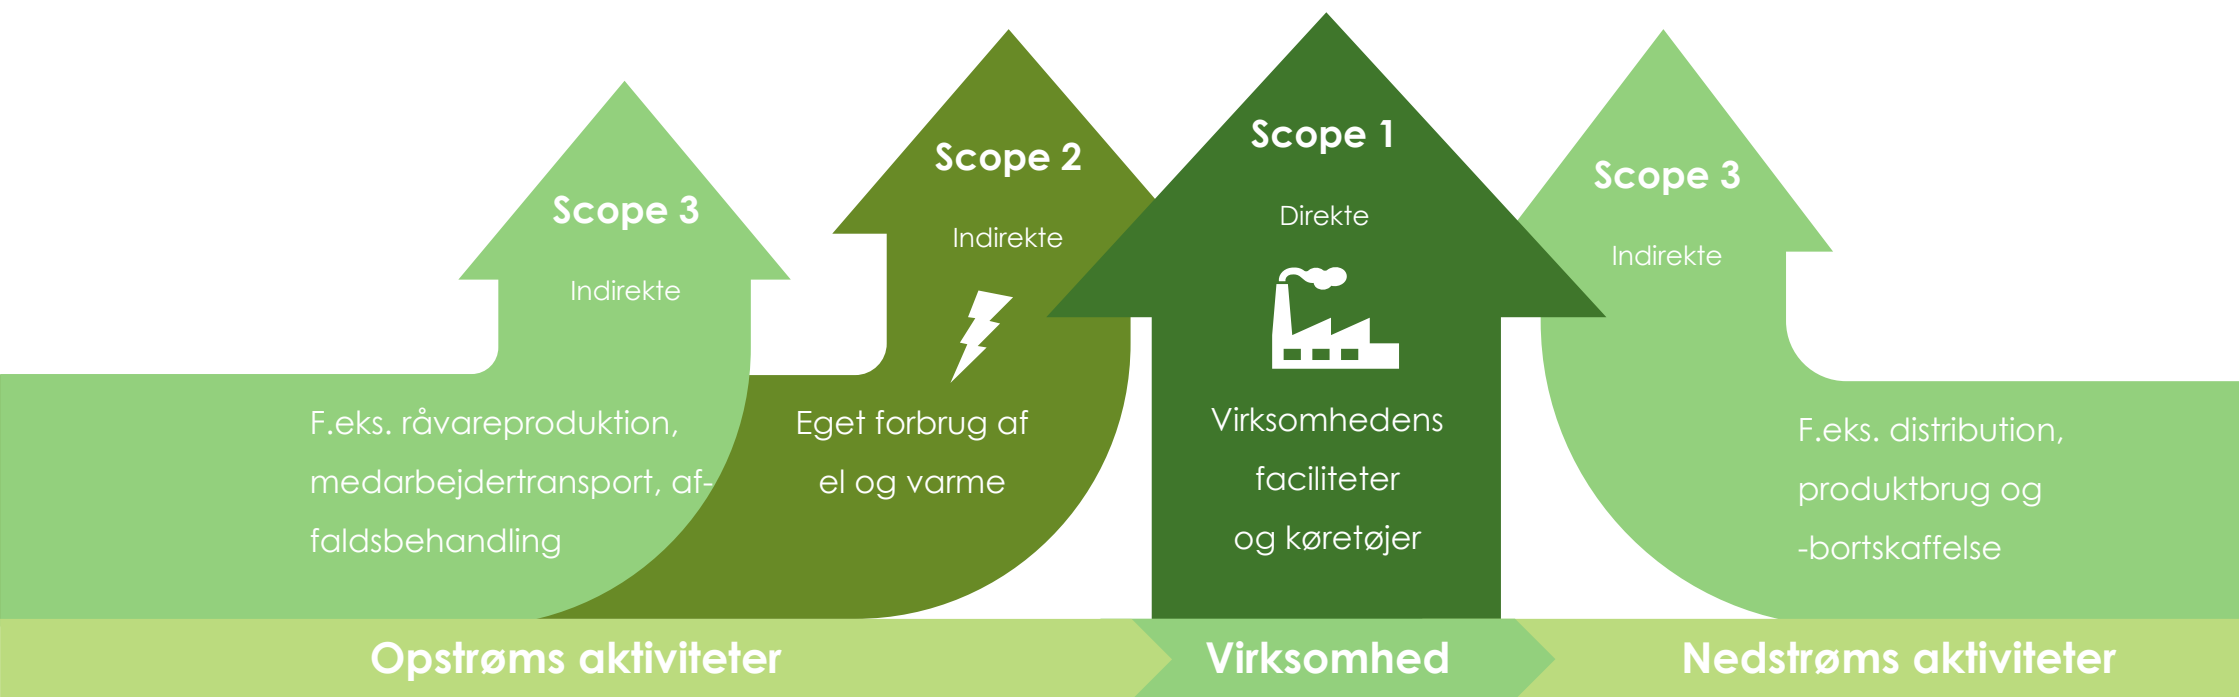 Scope 3
Indirekte
F.eks. råvareproduktion,
medarbejdertransport, af-
faldsbehandling
Scope 2
Indirekte
Eget forbrug af
el og varme
Scope 1
Direkte
Virksomhedens
faciliteter
og køretøjer
Scope 3
Indirekte
F.eks. distribution,
produktbrug og
-bortskaffelse
Opstrøms aktiviteter
Virksomhed
Nedstrøms aktiviteter